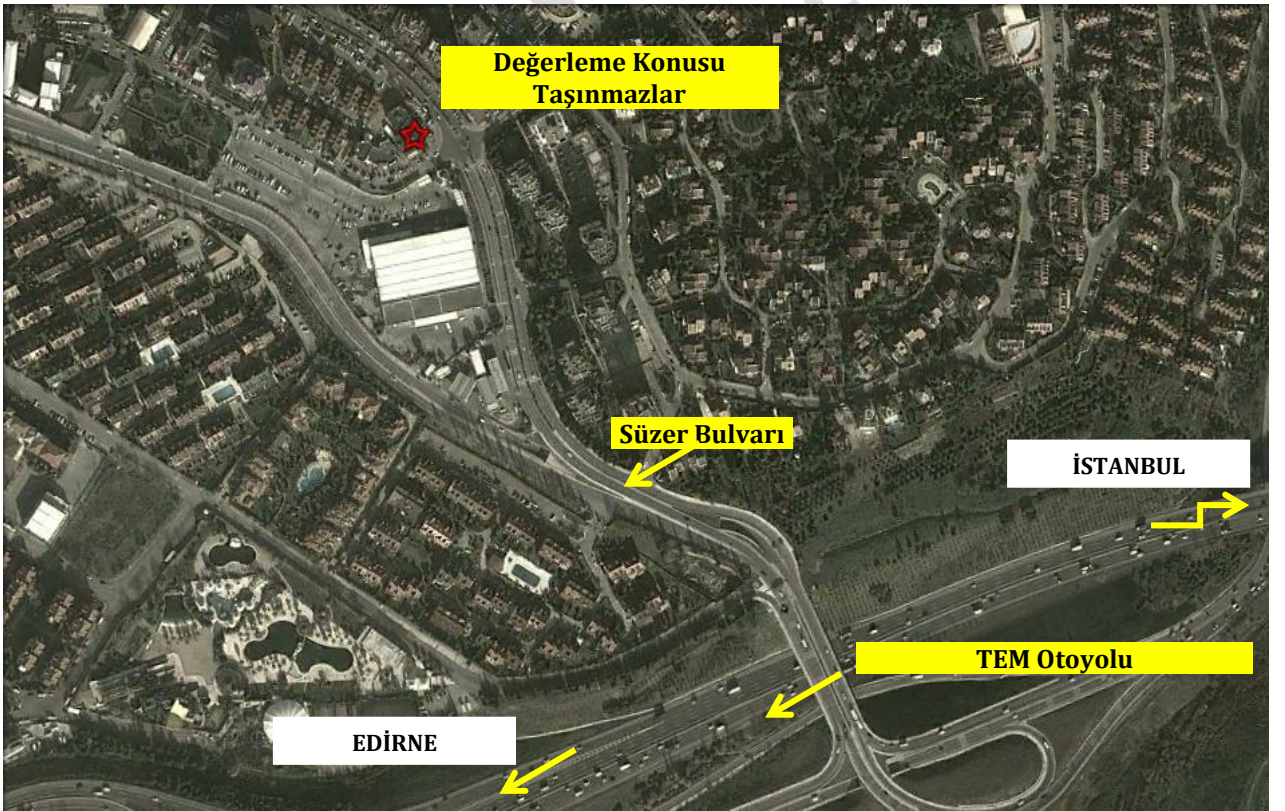 Değerleme Konusu
Taşınmazlar
Süzer Bulvarı
İSTANBUL
TEM Otoyolu
EDİRNE